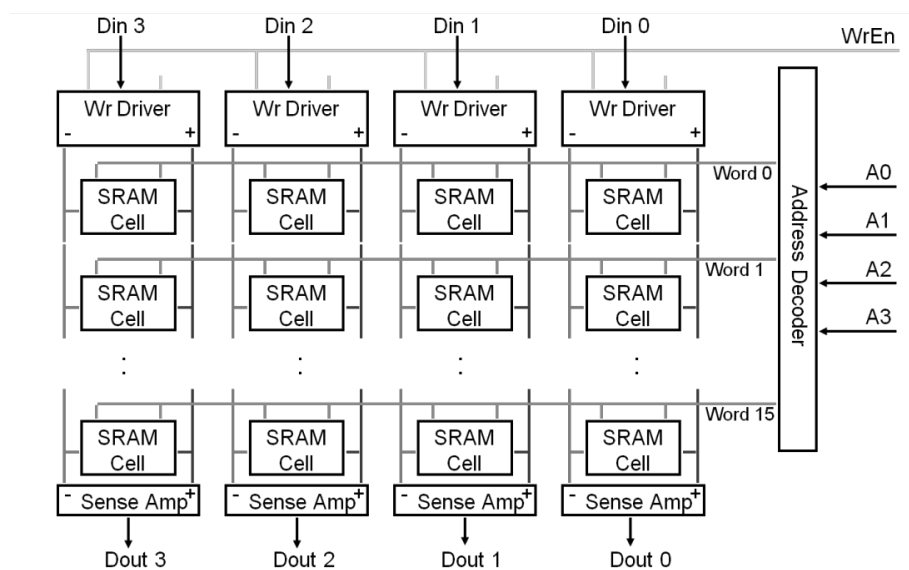 Din 3 Din 2 Din 1 Din 0
WrEn
Wr Driver Wr Driver Wr Driver Wr Driver
- + - + - + - +
Word 0
SRAM Cell SRAM Cell SRAM Cell SRAM Cell
Word 1
SRAM Cell SRAM Cell SRAM Cell SRAM Cell
: : : :
Word 15
SRAM Cell SRAM Cell SRAM Cell SRAM Cell
- Sense Amp + - Sense Amp + - Sense Amp + - Sense Amp +
Dout 3 Dout 2 Dout 1 Dout 0
Address Decoder
A0
A1
A2
A3